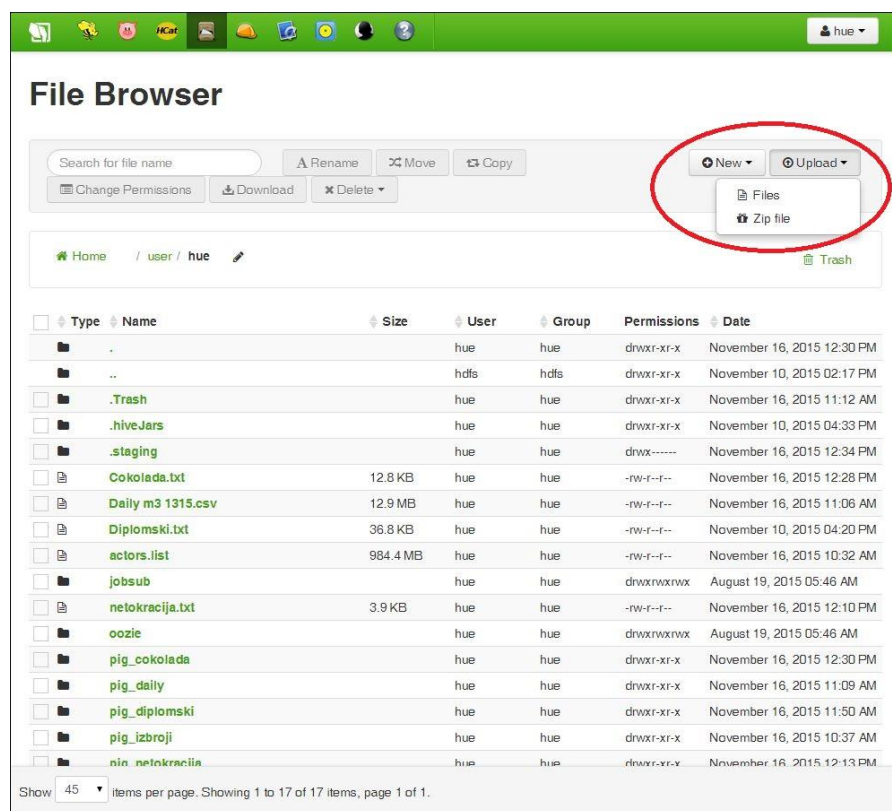 HCat
hue
File Browser
Search for file name A Rename Move Copy New Upload
Change Permissions Download Delete Files
Zip file
Home / user / hue Trash
Type Name Size User Group Permissions Date
. hue hue drwxr-xr-x November 16, 2015 12:30 PM
.. hdfs hdfs drwxr-xr-x November 10, 2015 02:17 PM
.Trash hue hue drwxr-xr-x November 16, 2015 11:12 AM
.hiveJars hue hue drwxr-xr-x November 10, 2015 04:33 PM
.staging hue hue drwx------ November 16, 2015 12:34 PM
Cokolada.txt 12.8 KB hue hue -rw-r--r-- November 16, 2015 12:28 PM
Daily m3 1315.csv 12.9 MB hue hue -rw-r--r-- November 16, 2015 11:06 AM
Diplomski.txt 36.8 KB hue hue -rw-r--r-- November 10, 2015 04:20 PM
actors.list 984.4 MB hue hue -rw-r--r-- November 16, 2015 10:32 AM
jobsub hue hue drwxrwxrwx August 19, 2015 05:46 AM
netokracija.txt 3.9 KB hue hue -rw-r--r-- November 16, 2015 12:10 PM
oozie hue hue drwxrwxrwx August 19, 2015 05:46 AM
pig_cokolada hue hue drwxr-xr-x November 16, 2015 12:30 PM
pig_daily hue hue drwxr-xr-x November 16, 2015 11:09 AM
pig_diplomski hue hue drwxr-xr-x November 16, 2015 11:50 AM
pig_izbroji hue hue drwxr-xr-x November 16, 2015 10:37 AM
pig_netokracija hue hue drwxr-xr-x November 16, 2015 12:13 PM
Show 45 items per page. Showing 1 to 17 of 17 items, page 1 of 1.